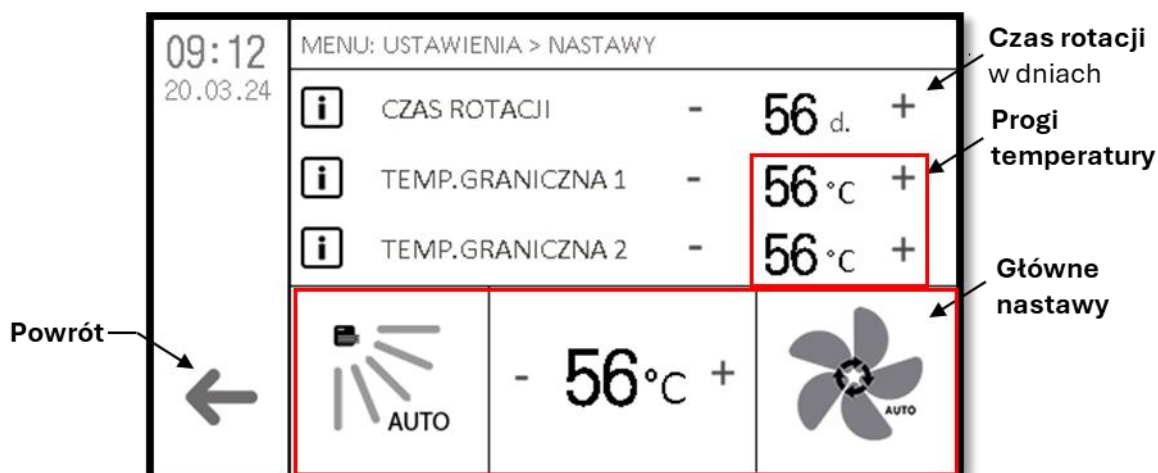 09:12
20.03.24
MENU: USTAWIENIA > NASTAWY
CZAS ROTACJI - 56 d. +
TEMP.GRANICZNA 1 - 56 °C +
TEMP.GRANICZNA 2 - 56 °C +
AUTO
- 56 °C +
AUTO
Czas rotacji
w dniach
Progi
temperatury
Główne
nastawy
Powrót